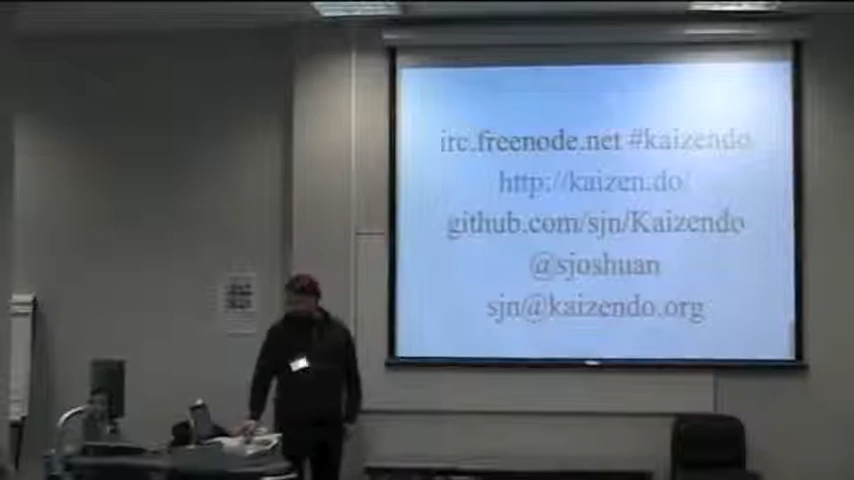 irc.freenode.net #kaizendo
http://kaizen.do/
github.com/sjn/Kaizendo
@sjoshuan
sjn@kaizendo.org